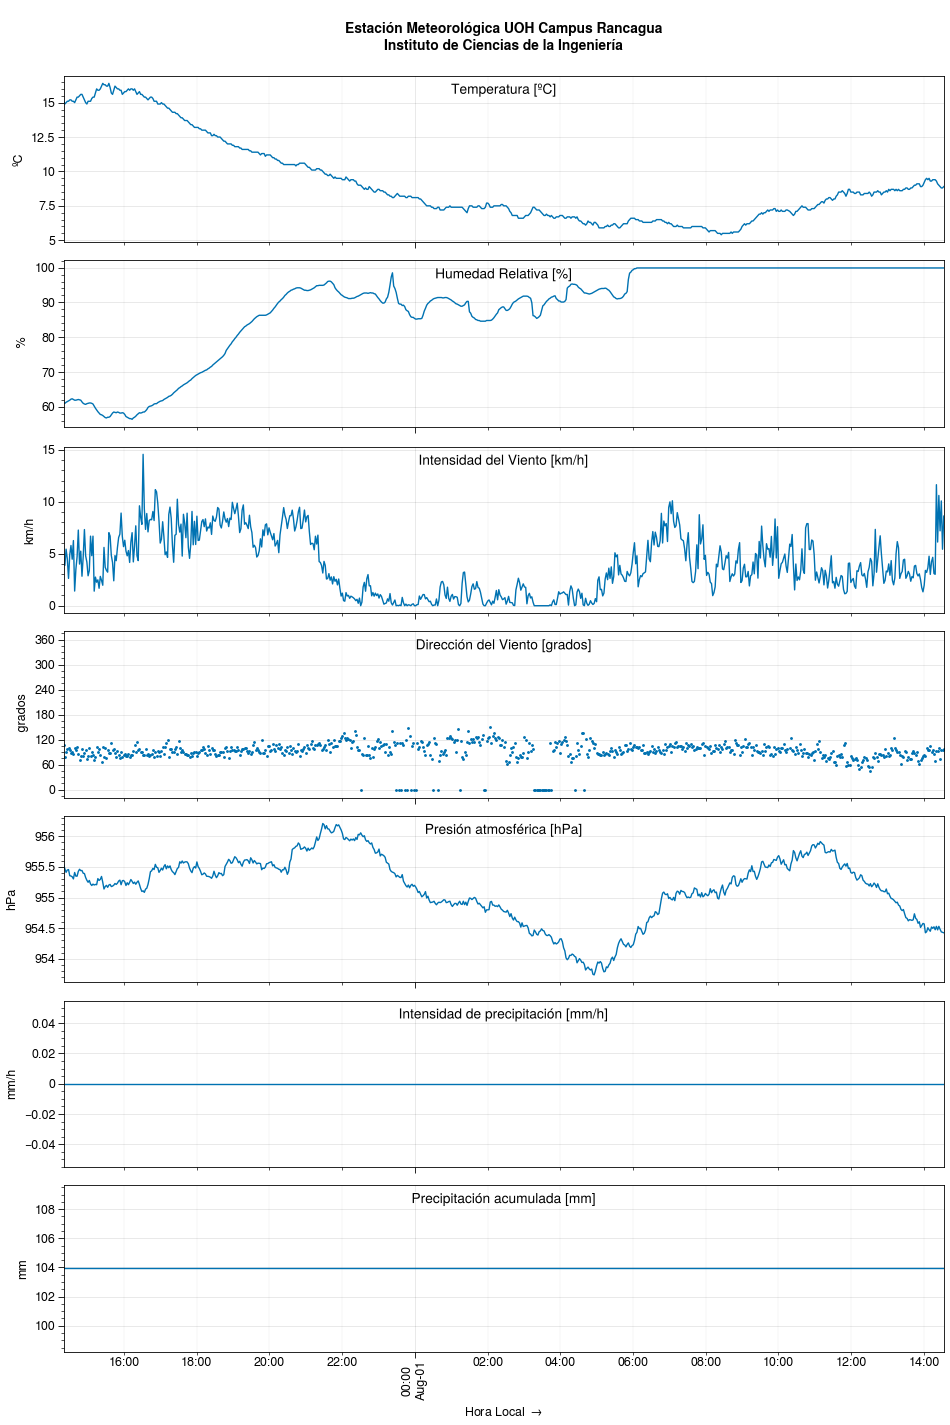 Estación Meteorológica UOH Campus Rancagua
Instituto de Ciencias de la Ingeniería
Temperatura [ºC]
ºC
15
12.5
10
7.5
5
Humedad Relativa [%]
%
100
90
80
70
60
Intensidad del Viento [km/h]
km/h
15
10
5
0
Dirección del Viento [grados]
grados
360
300
240
180
120
60
0
Presión atmosférica [hPa]
hPa
956
955.5
955
954.5
954
Intensidad de precipitación [mm/h]
mm/h
0.04
0.02
0
−0.02
−0.04
Precipitación acumulada [mm]
mm
108
106
104
102
100
16:00 18:00 20:00 22:00 00:00 02:00 04:00 06:00 08:00 10:00 12:00 14:00
Aug-01
Hora Local →